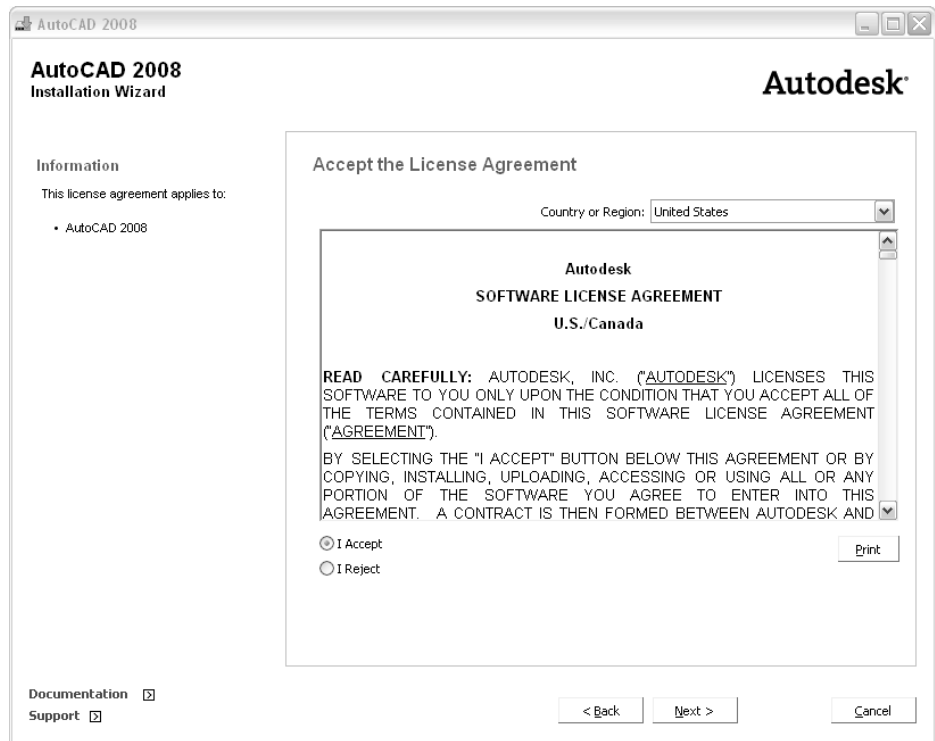 AutoCAD 2008
AutoCAD 2008
Installation Wizard
Autodesk
Information
This license agreement applies to:
• AutoCAD 2008
Accept the License Agreement
Country or Region: United States
Autodesk
SOFTWARE LICENSE AGREEMENT
U.S./Canada
READ CAREFULLY: AUTODESK, INC. ("AUTODESK") LICENSES THIS
SOFTWARE TO YOU ONLY UPON THE CONDITION THAT YOU ACCEPT ALL OF
THE TERMS CONTAINED IN THIS SOFTWARE LICENSE AGREEMENT
("AGREEMENT").
BY SELECTING THE "I ACCEPT" BUTTON BELOW THIS AGREEMENT OR BY
COPYING, INSTALLING, UPLOADING, ACCESSING OR USING ALL OR ANY
PORTION OF THE SOFTWARE YOU AGREE TO ENTER INTO THIS
AGREEMENT. A CONTRACT IS THEN FORMED BETWEEN AUTODESK AND
I Accept
I Reject
Print
Documentation
Support
< Back
Next >
Cancel